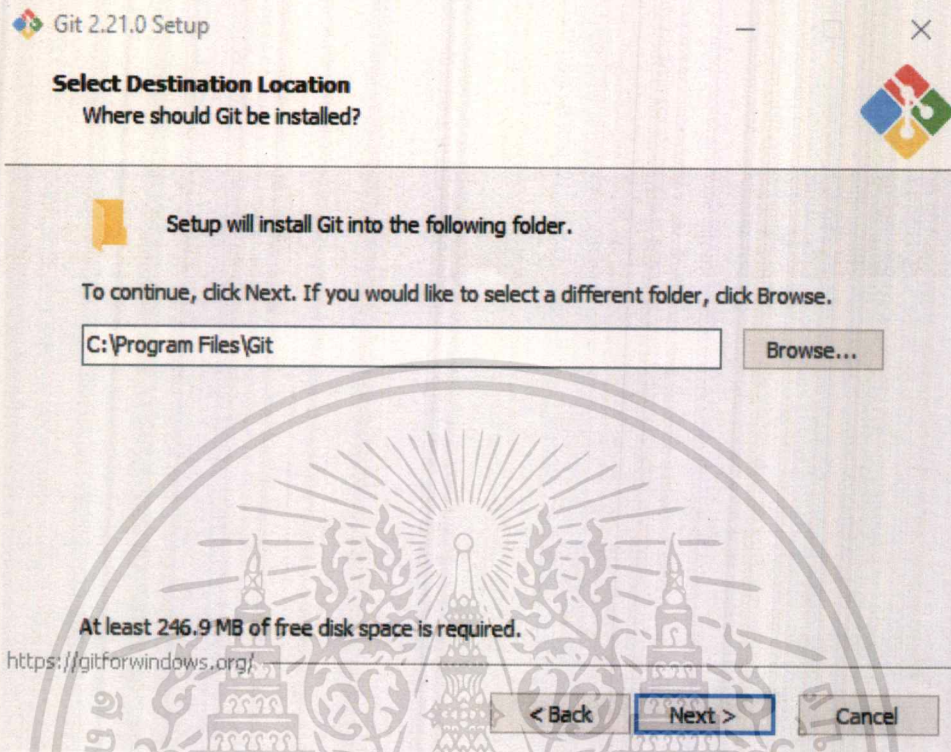 Git 2.21.0 Setup
Select Destination Location
Where should Git be installed?
Setup will install Git into the following folder.
To continue, click Next. If you would like to select a different folder, click Browse.
C:\Program Files\Git
Browse...
At least 246.9 MB of free disk space is required.
https://gitforwindows.org/
< Back
Next >
Cancel